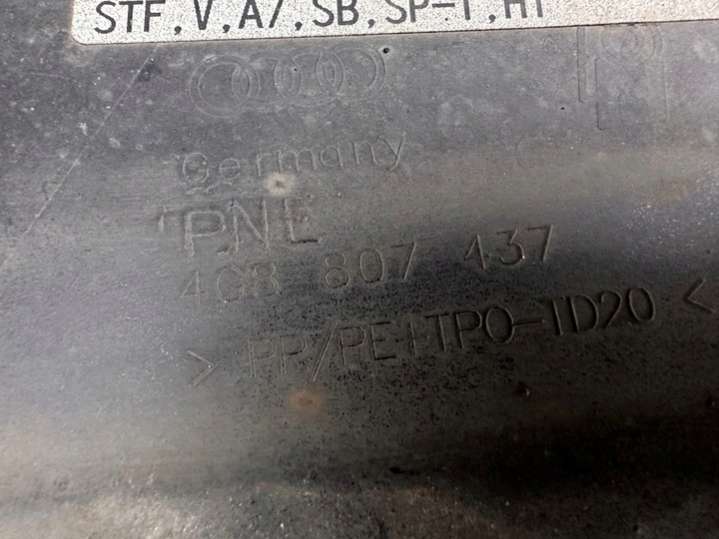 STF,V,A7,SB,SP-1,HI
Germany
PNE
4G8 807 437
> PP/PE+TPO-TD20 <